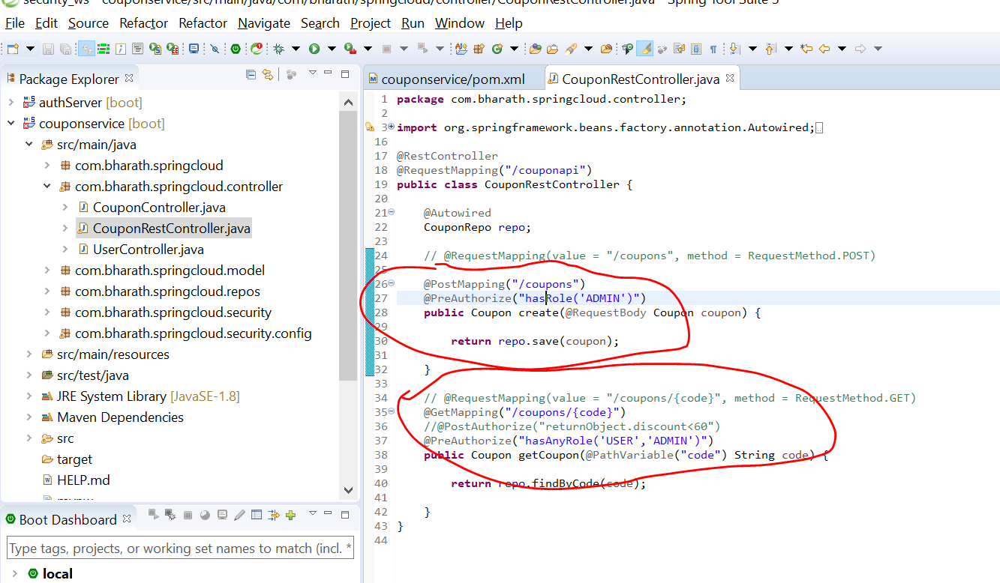 security_ws - couponservice/src/main/java/com/bharath/springcloud/controller/CouponRestController.java - Spring Tool Suite 3
File Edit Source Refactor Refactor Navigate Search Project Run Window Help
Package Explorer
authServer [boot]
couponservice [boot]
src/main/java
com.bharath.springcloud
com.bharath.springcloud.controller
CouponController.java
CouponRestController.java
UserController.java
com.bharath.springcloud.model
com.bharath.springcloud.repos
com.bharath.springcloud.security
com.bharath.springcloud.security.config
src/main/resources
src/test/java
JRE System Library [JavaSE-1.8]
Maven Dependencies
src
target
HELP.md
Boot Dashboard
Type tags, projects, or working set names to match (incl. *
local
couponservice/pom.xml CouponRestController.java
1 package com.bharath.springcloud.controller;
2
3 import org.springframework.beans.factory.annotation.Autowired;
16
17 @RestController
18 @RequestMapping("/couponapi")
19 public class CouponRestController {
20
21 @Autowired
22 CouponRepo repo;
23
24 // @RequestMapping(value = "/coupons", method = RequestMethod.POST)
25
26 @PostMapping("/coupons")
27 @PreAuthorize("hasRole('ADMIN')")
28 public Coupon create(@RequestBody Coupon coupon) {
29
30 return repo.save(coupon);
31
32 }
33
34 // @RequestMapping(value = "/coupons/{code}", method = RequestMethod.GET)
35 @GetMapping("/coupons/{code}")
36 //@PostAuthorize("returnObject.discount<60")
37 @PreAuthorize("hasAnyRole('USER','ADMIN')")
38 public Coupon getCoupon(@PathVariable("code") String code) {
39
40 return repo.findByCode(code);
41
42 }
43 }
44